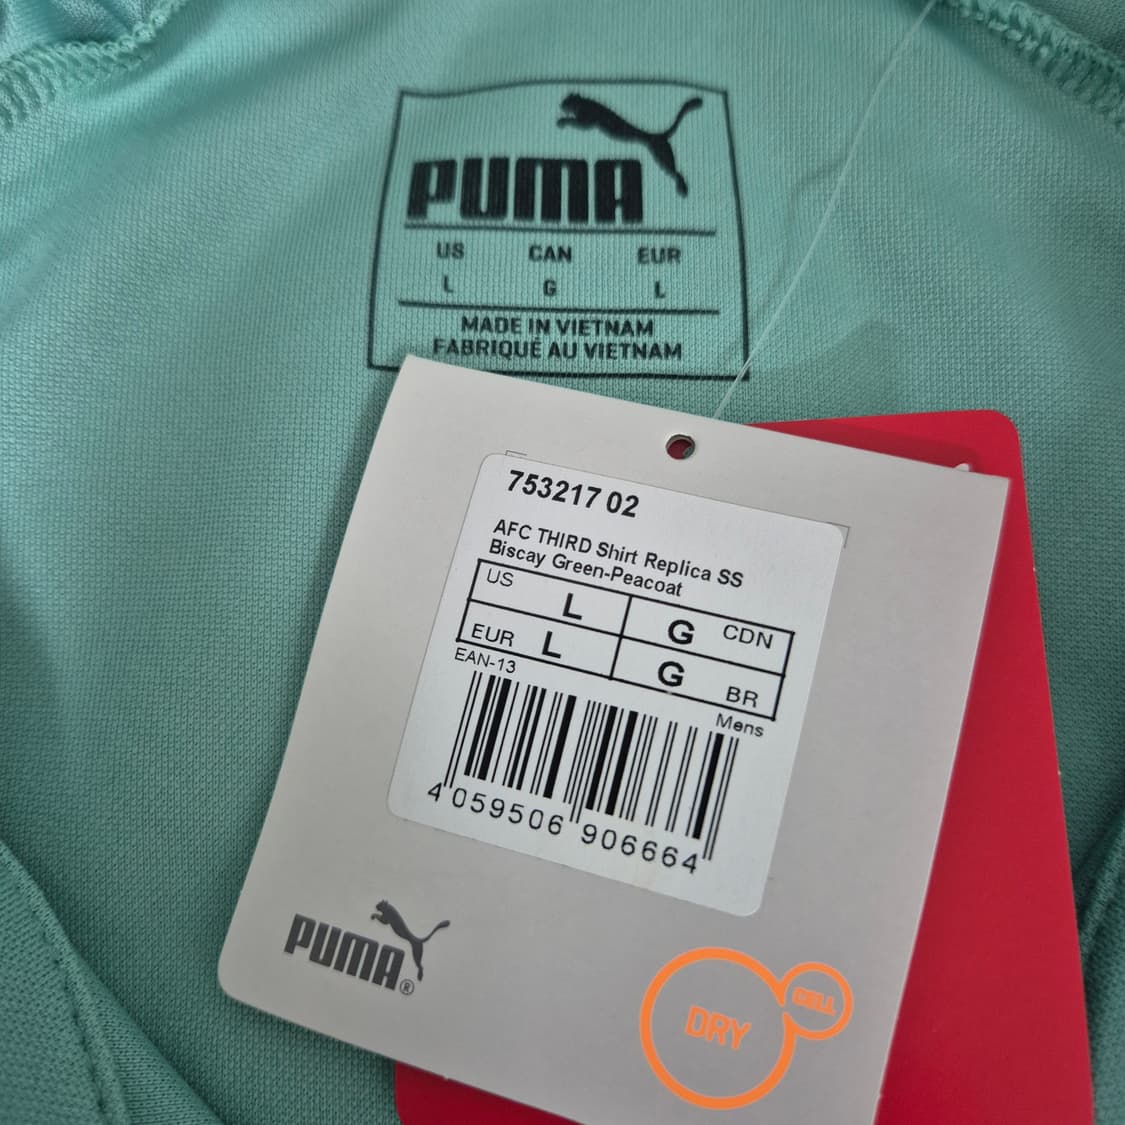 PUMA
US CAN EUR
L G L
MADE IN VIETNAM
FABRIQUÉ AU VIETNAM
753217 02
AFC THIRD Shirt Replica SS
Biscay Green-Peacoat
US L G CDN
EUR L G BR
EAN-13
Mens
4 059506 906664
PUMA®
DRY
CELL